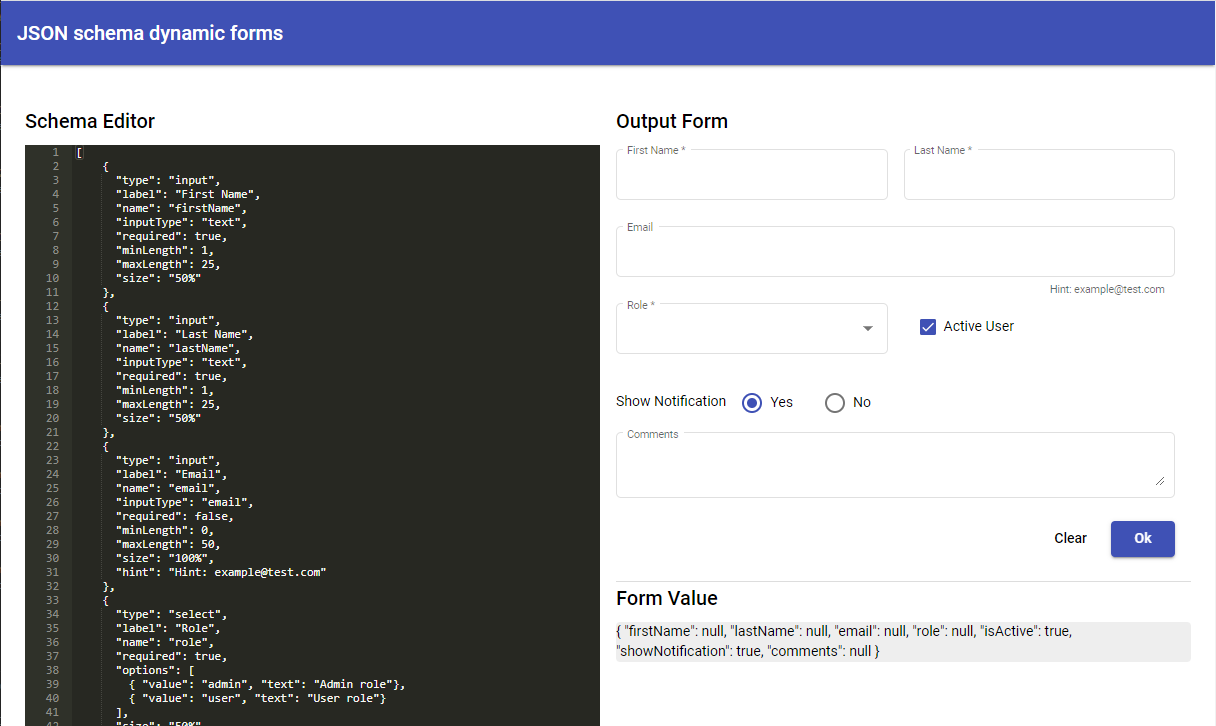 JSON schema dynamic forms
Schema Editor
1 [
2 {
3 "type": "input",
4 "label": "First Name",
5 "name": "firstName",
6 "inputType": "text",
7 "required": true,
8 "minLength": 1,
9 "maxLength": 25,
10 "size": "50%"
11 },
12 {
13 "type": "input",
14 "label": "Last Name",
15 "name": "lastName",
16 "inputType": "text",
17 "required": true,
18 "minLength": 1,
19 "maxLength": 25,
20 "size": "50%"
21 },
22 {
23 "type": "input",
24 "label": "Email",
25 "name": "email",
26 "inputType": "email",
27 "required": false,
28 "minLength": 0,
29 "maxLength": 50,
30 "size": "100%",
31 "hint": "Hint: example@test.com"
32 },
33 {
34 "type": "select",
35 "label": "Role",
36 "name": "role",
37 "required": true,
38 "options": [
39 { "value": "admin", "text": "Admin role"},
40 { "value": "user", "text": "User role"}
41 ],
42 "size": "50%"
Output Form
First Name * Last Name *
Email
Hint: example@test.com
Role *
Active User
Show Notification Yes No
Comments
Clear Ok
Form Value
{ "firstName": null, "lastName": null, "email": null, "role": null, "isActive": true,
"showNotification": true, "comments": null }